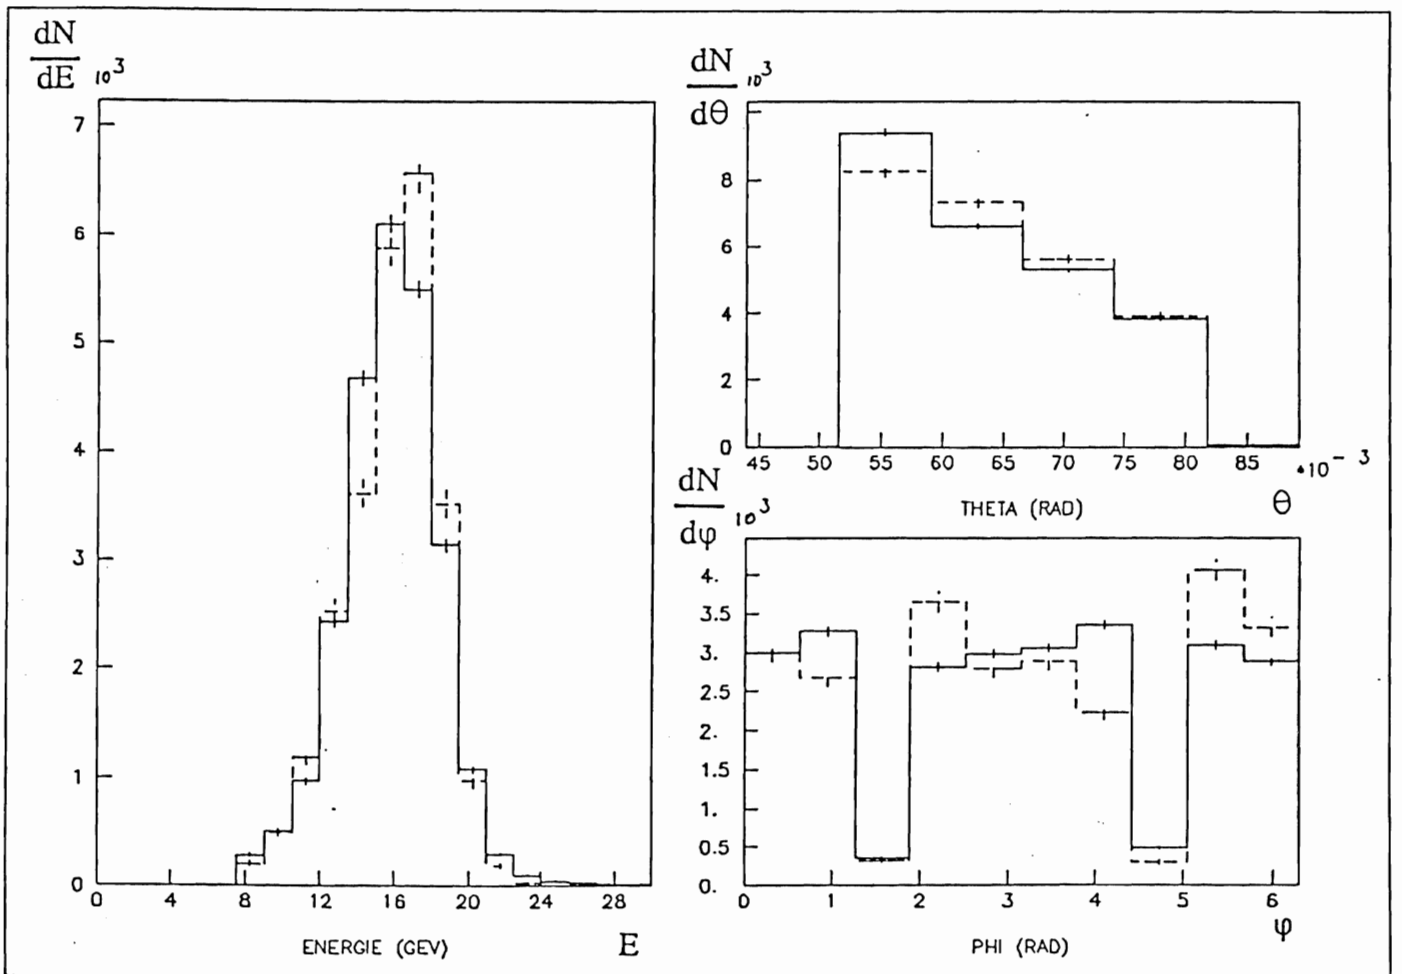 dN
dE 10³
7
6
5
4
3
2
1
0
0 4 8 12 16 20 24 28
ENERGIE (GEV) E
dN
dθ 10³
8
6
4
2
0
45 50 55 60 65 70 75 80 85 •10⁻³
THETA (RAD) θ
dN
dφ 10³
4.
3.5
3.
2.5
2.
1.5
1.
0.5
0.
0 1 2 3 4 5 6
PHI (RAD) φ